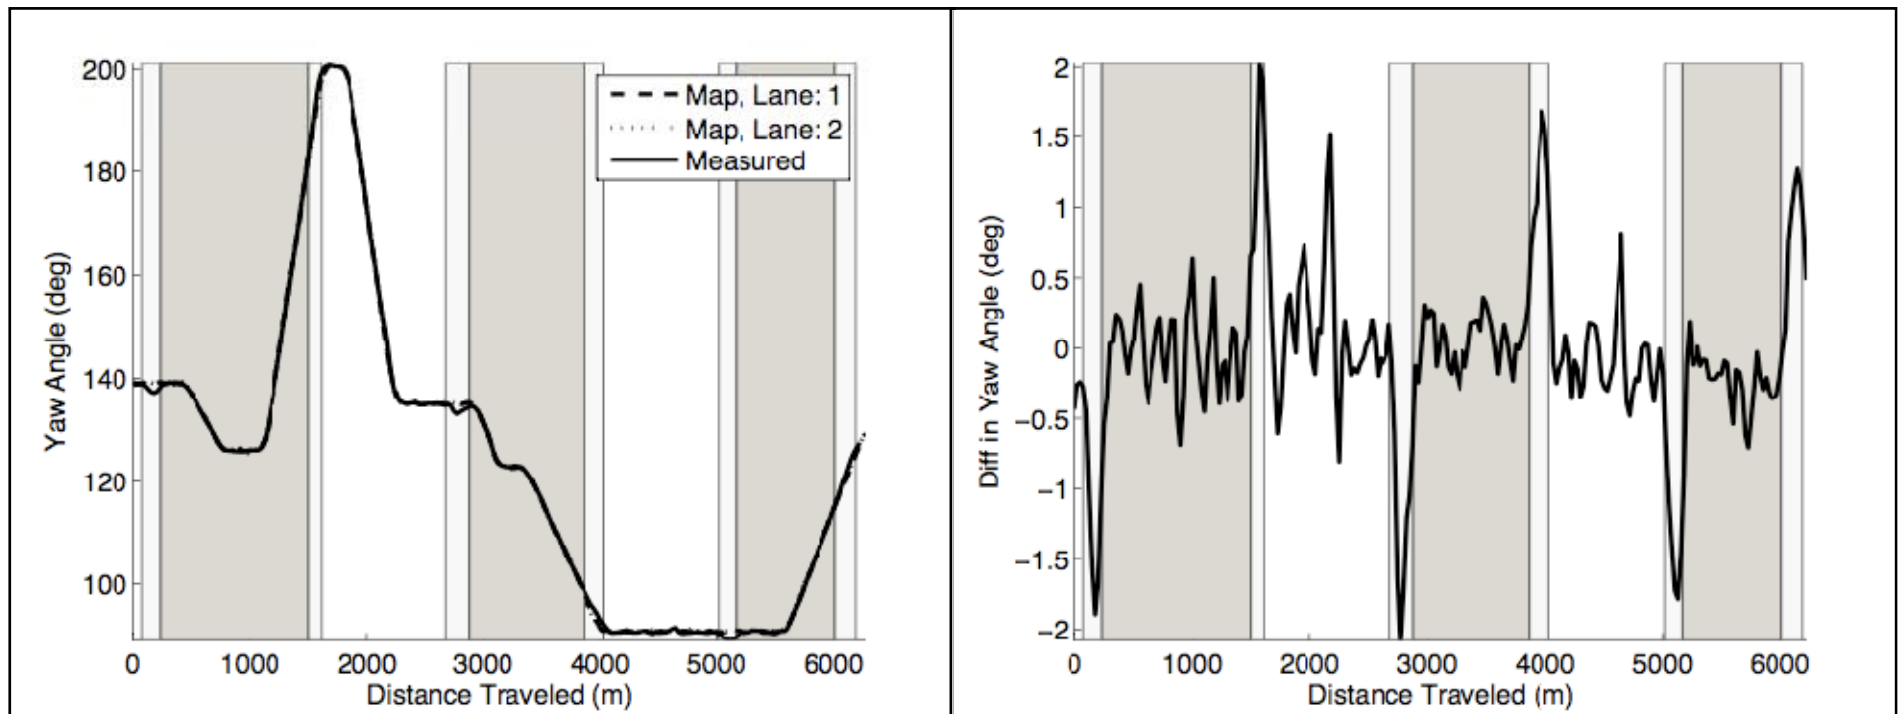 200
180
160
140
120
100
Yaw Angle (deg)
Map, Lane: 1
Map, Lane: 2
Measured
0 1000 2000 3000 4000 5000 6000
Distance Traveled (m)
2
1.5
1
0.5
0
−0.5
−1
−1.5
−2
Diff in Yaw Angle (deg)
0 1000 2000 3000 4000 5000 6000
Distance Traveled (m)